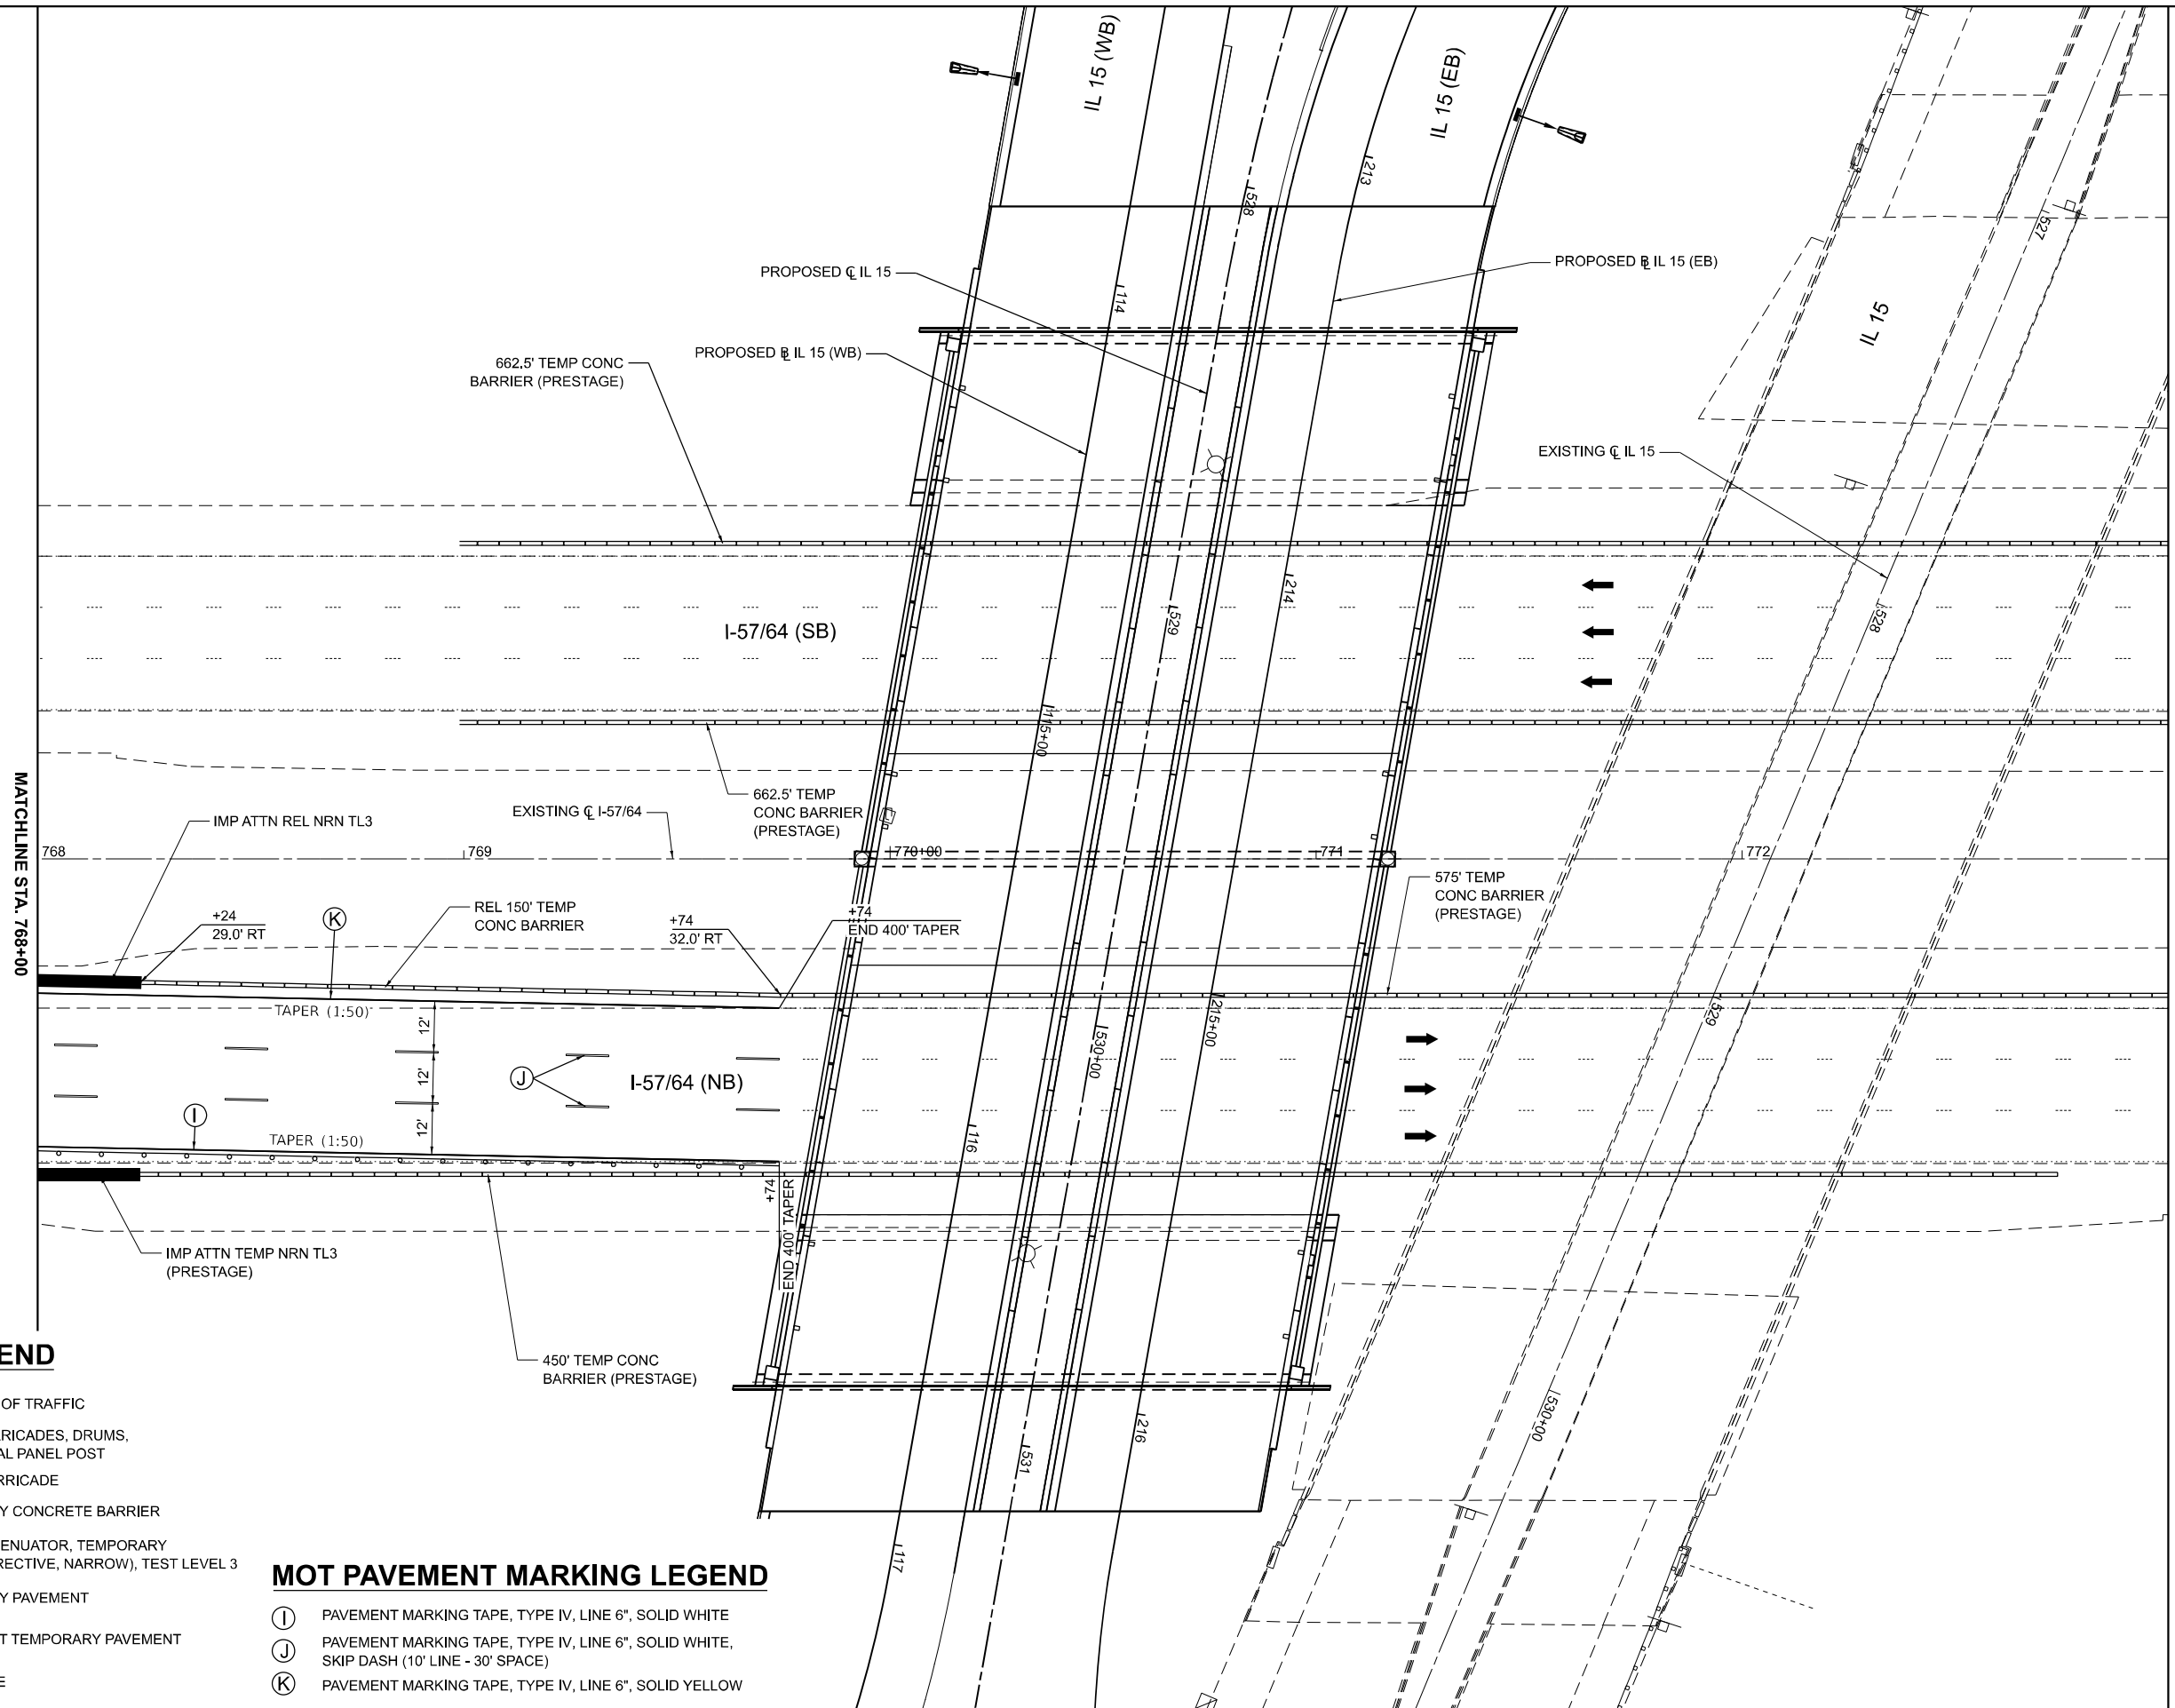 IL 15 (WB)
IL 15 (EB)
213
528
527
PROPOSED ℄ IL 15
PROPOSED ⅊ IL 15 (EB)
114
IL 15
PROPOSED ⅊ IL 15 (WB)
662.5' TEMP CONC
BARRIER (PRESTAGE)
EXISTING ℄ IL 15
214
529
528
I-57/64 (SB)
115+00
662.5' TEMP
CONC BARRIER
(PRESTAGE)
EXISTING ℄ I-57/64
IMP ATTN REL NRN TL3
MATCHLINE STA. 768+00
768
769
770+00
771
772
575' TEMP
CONC BARRIER
(PRESTAGE)
REL 150' TEMP
CONC BARRIER
K
+24
29.0' RT
+74
32.0' RT
+74
END 400' TAPER
TAPER (1:50)
12'
12'
12'
215+00
529
530+00
J
I-57/64 (NB)
I
TAPER (1:50)
116
+74
END 400' TAPER
IMP ATTN TEMP NRN TL3
(PRESTAGE)
450' TEMP CONC
BARRIER (PRESTAGE)
216
531
530+00
117
END
OF TRAFFIC
RICADES, DRUMS,
AL PANEL POST
RRICADE
Y CONCRETE BARRIER
ENUATOR, TEMPORARY
RECTIVE, NARROW), TEST LEVEL 3
Y PAVEMENT
T TEMPORARY PAVEMENT
E
MOT PAVEMENT MARKING LEGEND
I PAVEMENT MARKING TAPE, TYPE IV, LINE 6", SOLID WHITE
J PAVEMENT MARKING TAPE, TYPE IV, LINE 6", SOLID WHITE,
SKIP DASH (10' LINE - 30' SPACE)
K PAVEMENT MARKING TAPE, TYPE IV, LINE 6", SOLID YELLOW